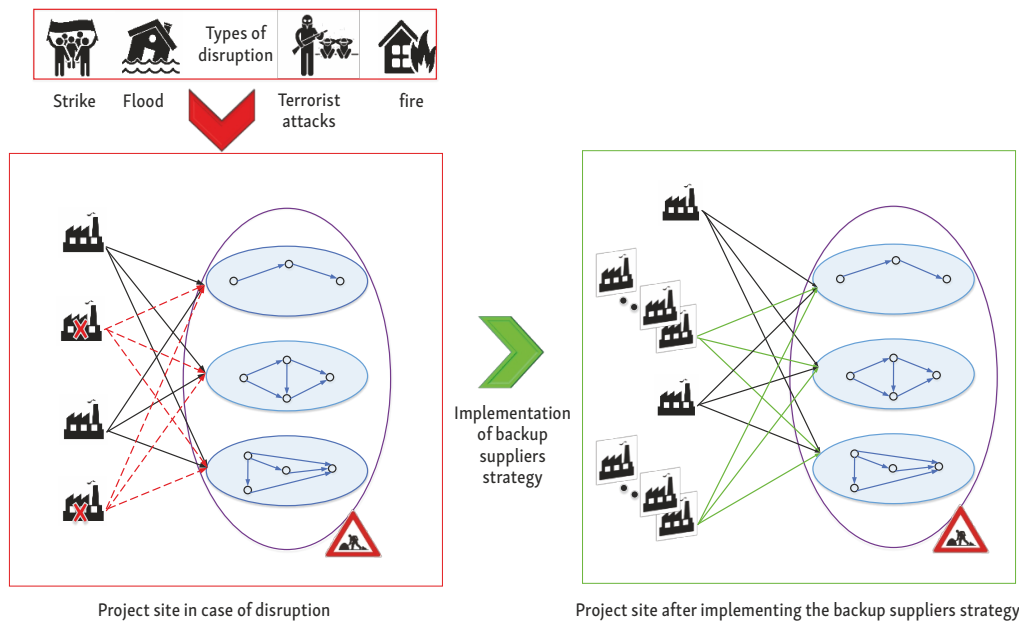 Types of
disruption
Strike
Flood
Terrorist
attacks
fire
X
X
Implementation
of backup
suppliers
strategy
Project site in case of disruption
Project site after implementing the backup suppliers strategy